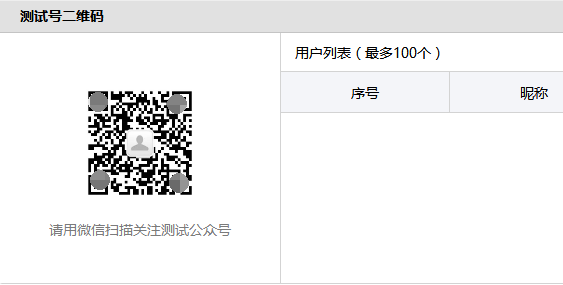 测试号二维码
用户列表（最多100个）
序号
昵称
请用微信扫描关注测试公众号